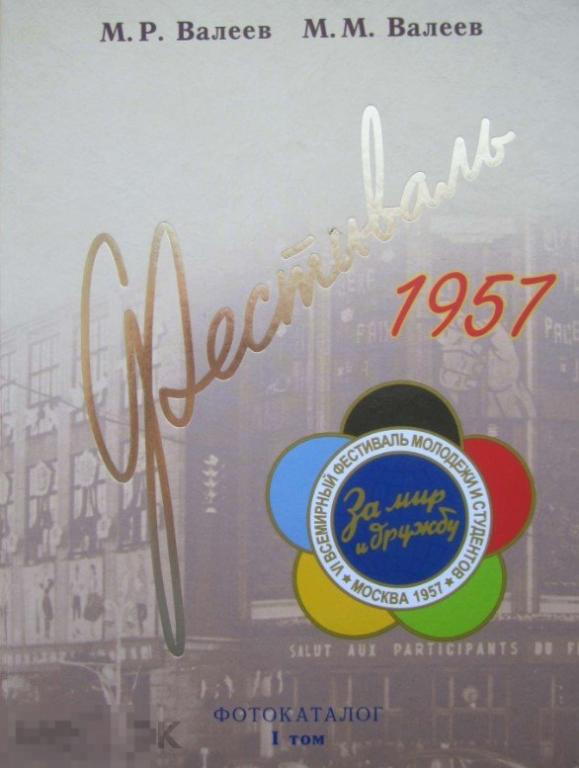 М. Р. Валеев М. М. Валеев
Фестиваль
1957
VI ВСЕМИРНЫЙ ФЕСТИВАЛЬ МОЛОДЕЖИ И СТУДЕНТОВ
За мир
и дружбу
★ МОСКВА 1957 ★
SALUT AUX PARTICIPANTS DU
ФОТОКАТАЛОГ
I том